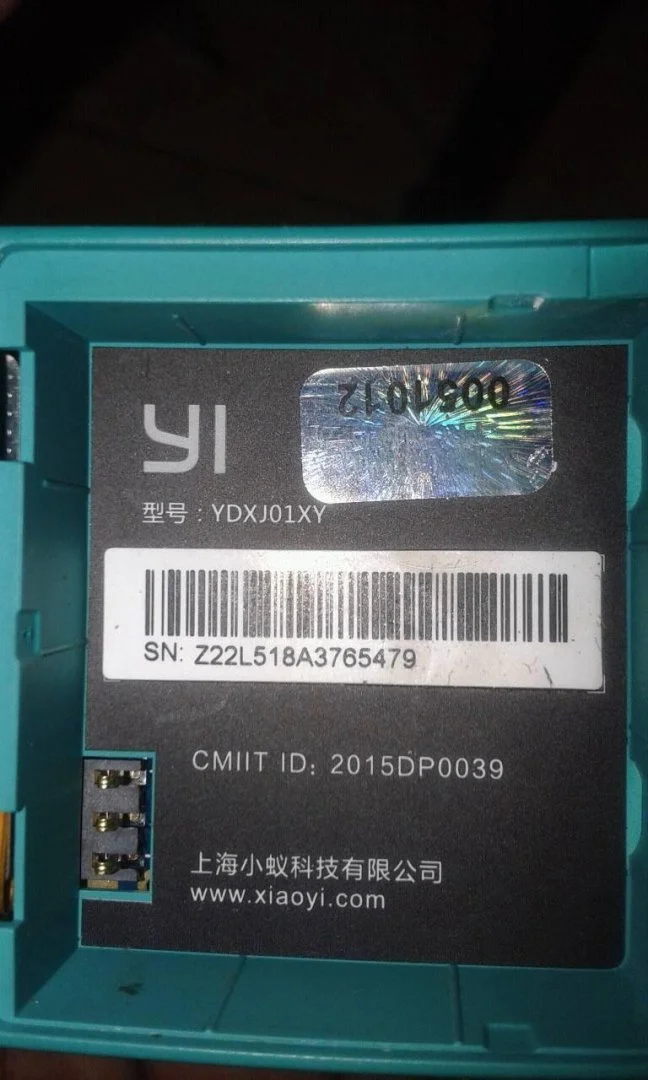 YI
0051012
型号：YDXJ01XY
SN: Z22L518A3765479
CMIIT ID: 2015DP0039
上海小蚁科技有限公司
www.xiaoyi.com